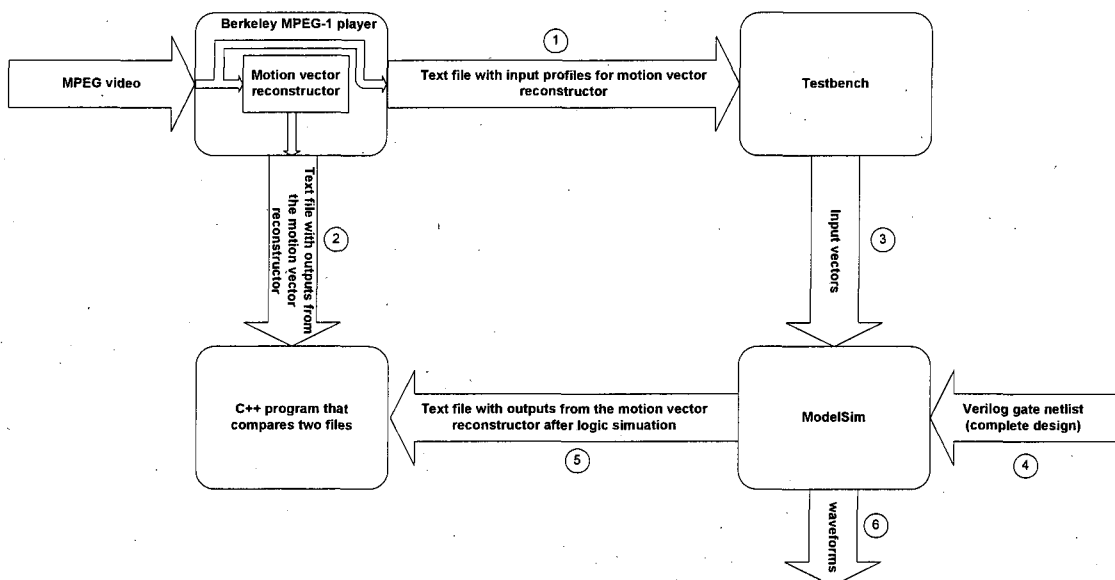 Berkeley MPEG-1 player
1
MPEG video
Motion vector
reconstructor
Text file with input profiles for motion vector
reconstructor
Testbench
Text file with outputs from
the motion vector
reconstructor
2
Input vectors
3
C++ program that
compares two files
Text file with outputs from the motion vector
reconstructor after logic simuation
5
ModelSim
Verilog gate netlist
(complete design)
4
waveforms
6